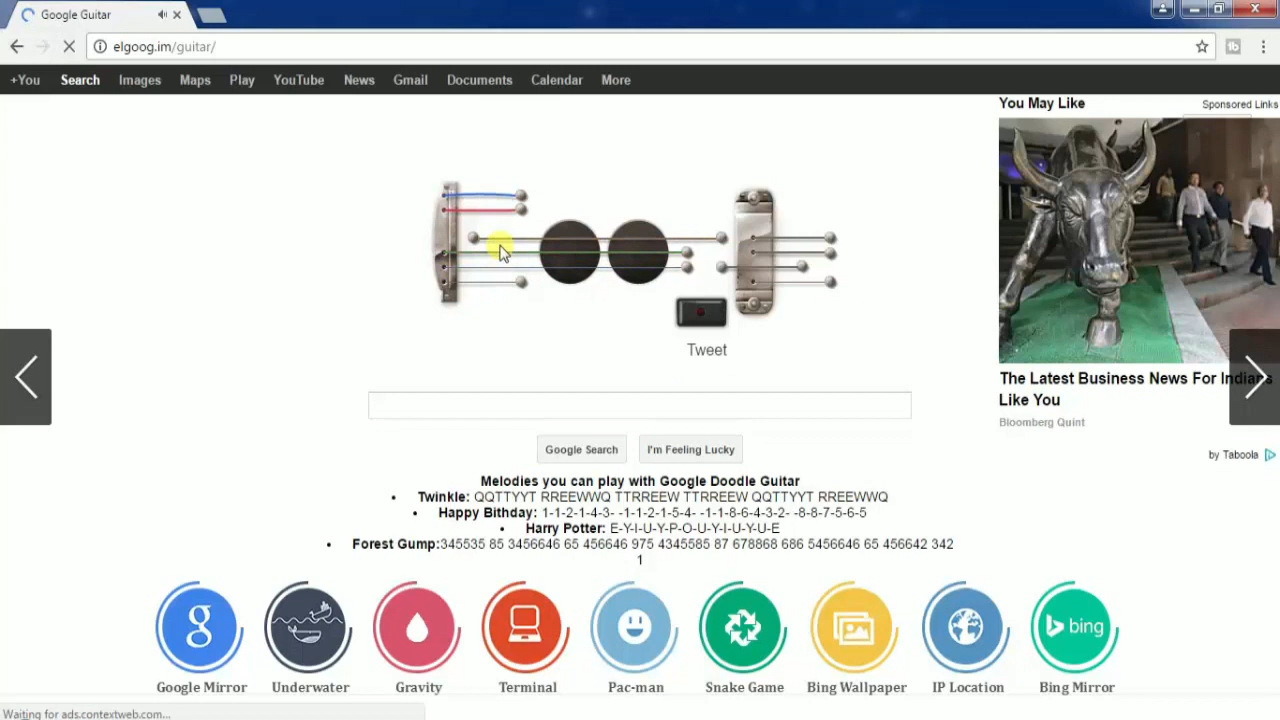 Google Guitar
elgoog.im/guitar/
+You Search Images Maps Play YouTube News Gmail Documents Calendar More
You May Like Sponsored Links
Tweet
The Latest Business News For Indians
Like You
Bloomberg Quint
by Taboola
Google Search I'm Feeling Lucky
Melodies you can play with Google Doodle Guitar
• Twinkle: QQTTYYT RREEWWQ TTRREEW TTRREEW QQTTYYT RREEWWQ
• Happy Bithday: 1-1-2-1-4-3- -1-1-2-1-5-4- -1-1-8-6-4-3-2- -8-8-7-5-6-5
• Harry Potter: E-Y-I-U-Y-P-O-U-Y-I-U-Y-U-E
• Forest Gump:345535 85 3456646 65 456646 975 4345585 87 678868 686 5456646 65 456642 342
1
g bing
Google Mirror Underwater Gravity Terminal Pac-man Snake Game Bing Wallpaper IP Location Bing Mirror
Waiting for ads.contextweb.com...